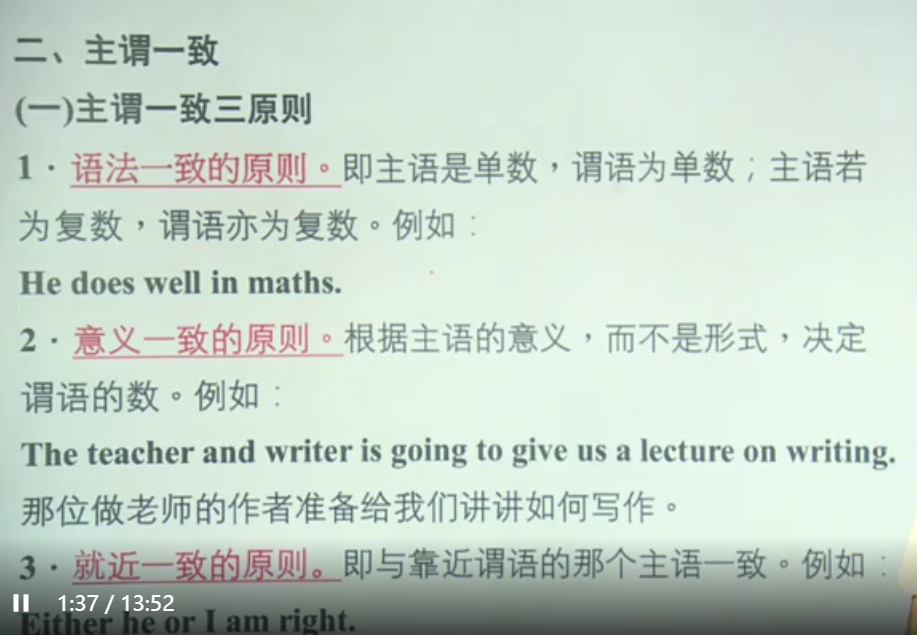 二、主谓一致
(一)主谓一致三原则
1·语法一致的原则。即主语是单数，谓语为单数；主语若
为复数，谓语亦为复数。例如：
He does well in maths.
2·意义一致的原则。根据主语的意义，而不是形式，决定
谓语的数。例如：
The teacher and writer is going to give us a lecture on writing.
那位做老师的作者准备给我们讲讲如何写作。
3·就近一致的原则。即与靠近谓语的那个主语一致。例如：
1:37 / 13:52
Either he or I am right.